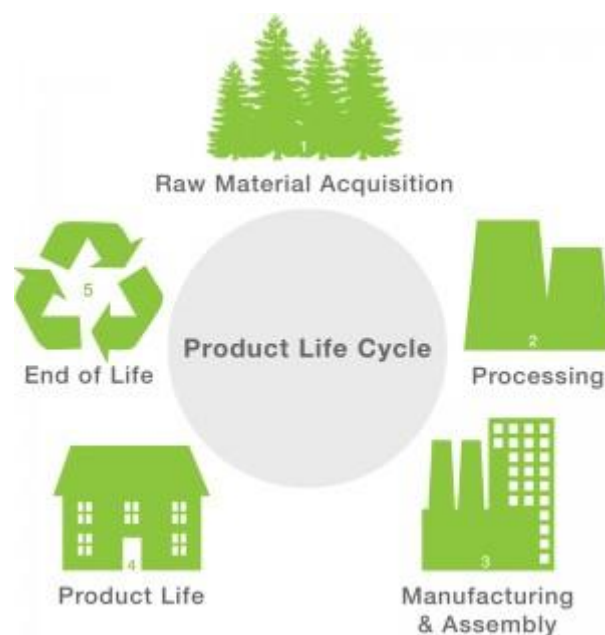 1
Raw Material Acquisition
5
Product Life Cycle
2
End of Life
Processing
4
3
Product Life
Manufacturing
& Assembly